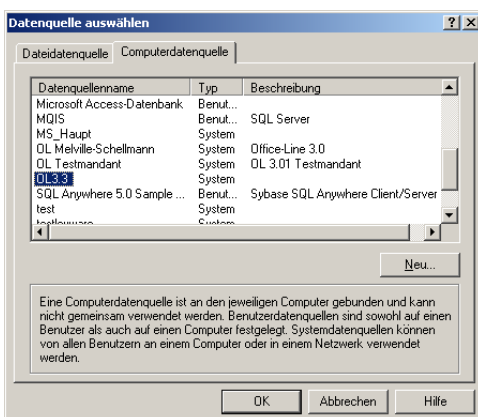 Datenquelle auswählen
Dateidatenquelle Computerdatenquelle
Datenquellenname Typ Beschreibung
Microsoft Access-Datenbank Benut...
MQIS Benut... SQL Server
MS_Haupt System
OL Melville-Schellmann System Office-Line 3.0
OL Testmandant System OL 3.01 Testmandant
OL3.3 System
SQL Anywhere 5.0 Sample ... Benut... Sybase SQL Anywhere Client/Server
test System
System
Neu...
Eine Computerdatenquelle ist an den jeweiligen Computer gebunden und kann
nicht gemeinsam verwendet werden. Benutzerdatenquellen sind sowohl auf einen
Benutzer als auch auf einen Computer festgelegt. Systemdatenquellen können
von allen Benutzern an einem Computer oder in einem Netzwerk verwendet
werden.
OK Abbrechen Hilfe